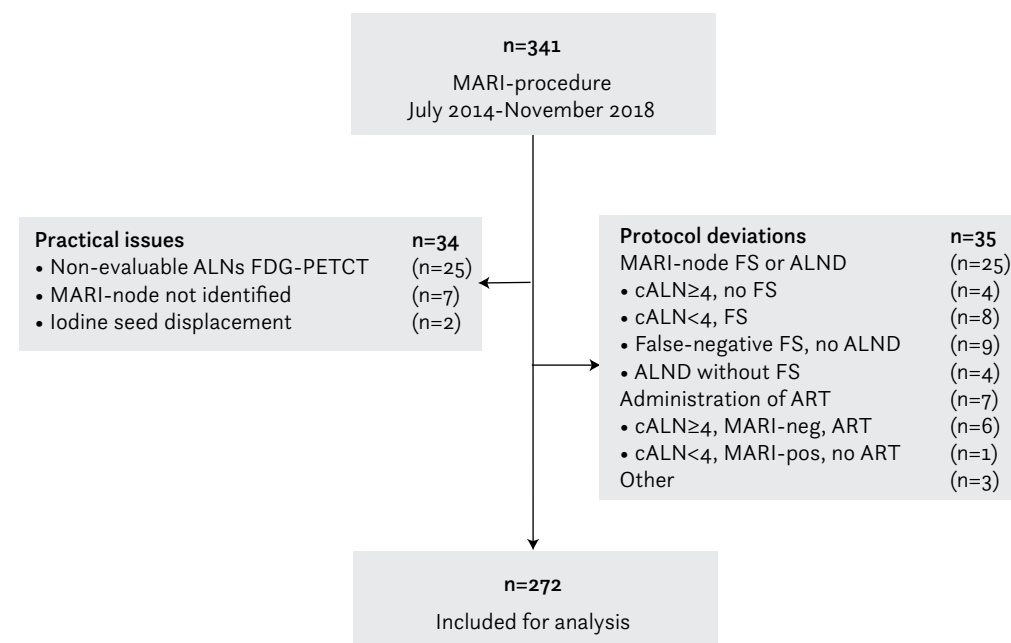 n=341
MARI-procedure
July 2014-November 2018
Practical issues n=34
• Non-evaluable ALNs FDG-PETCT (n=25)
• MARI-node not identified (n=7)
• Iodine seed displacement (n=2)
Protocol deviations n=35
MARI-node FS or ALND (n=25)
• cALN≥4, no FS (n=4)
• cALN<4, FS (n=8)
• False-negative FS, no ALND (n=9)
• ALND without FS (n=4)
Administration of ART (n=7)
• cALN≥4, MARI-neg, ART (n=6)
• cALN<4, MARI-pos, no ART (n=1)
Other (n=3)
n=272
Included for analysis